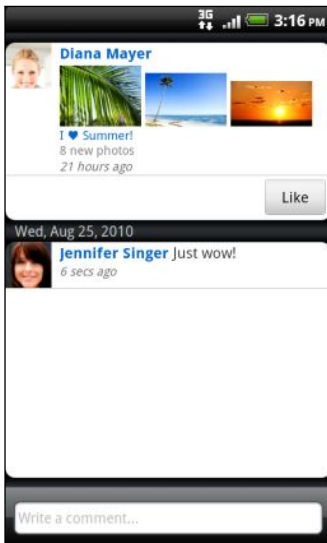 3G 3:16 PM
Diana Mayer
I ♥ Summer!
8 new photos
21 hours ago
Like
Wed, Aug 25, 2010
Jennifer Singer Just wow!
6 secs ago
Write a comment...